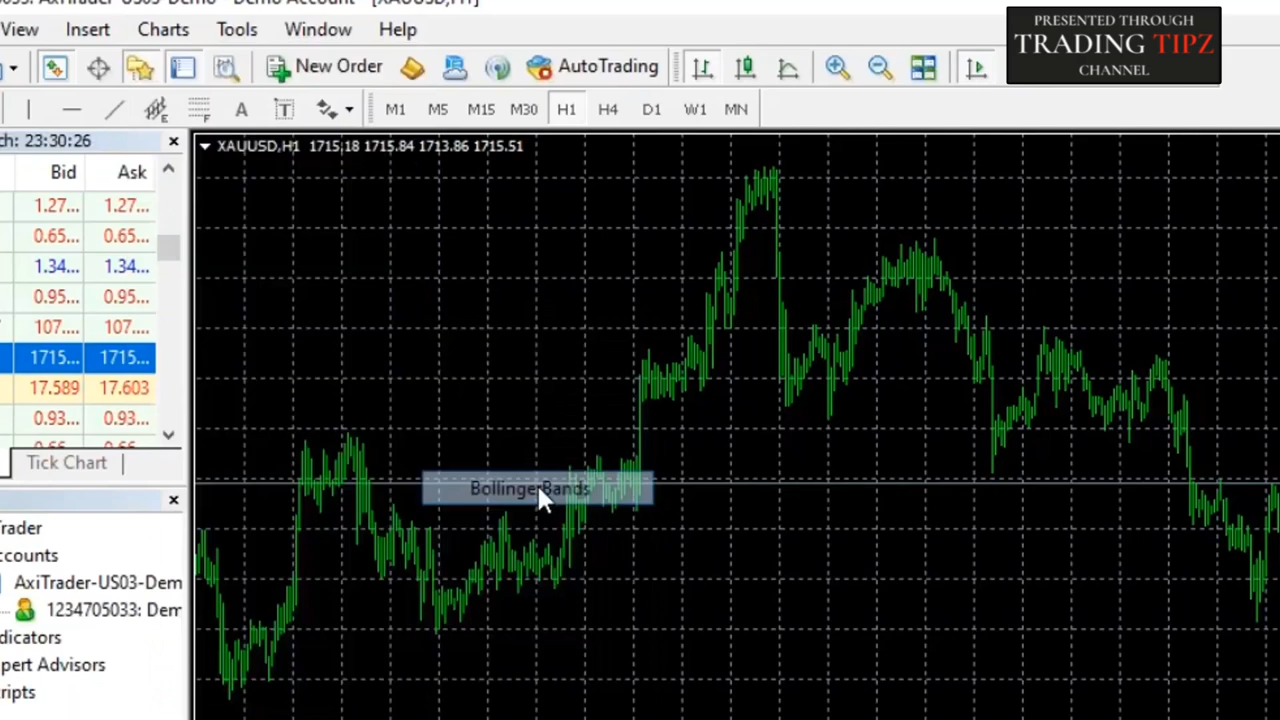 View Insert Charts Tools Window Help
PRESENTED THROUGH
TRADING TIPZ
CHANNEL
New Order AutoTrading
A T M1 M5 M15 M30 H1 H4 D1 W1 MN
ch: 23:30:26
XAUUSD,H1 1715.18 1715.84 1713.86 1715.51
Bid Ask
1.27... 1.27...
0.65... 0.65...
1.34... 1.34...
0.95... 0.95...
107.... 107....
1715... 1715...
17.589 17.603
0.93... 0.93...
Tick Chart
BollingerBands
Trader
ccounts
AxiTrader-US03-Dem
1234705033: Dem
dicators
pert Advisors
ripts